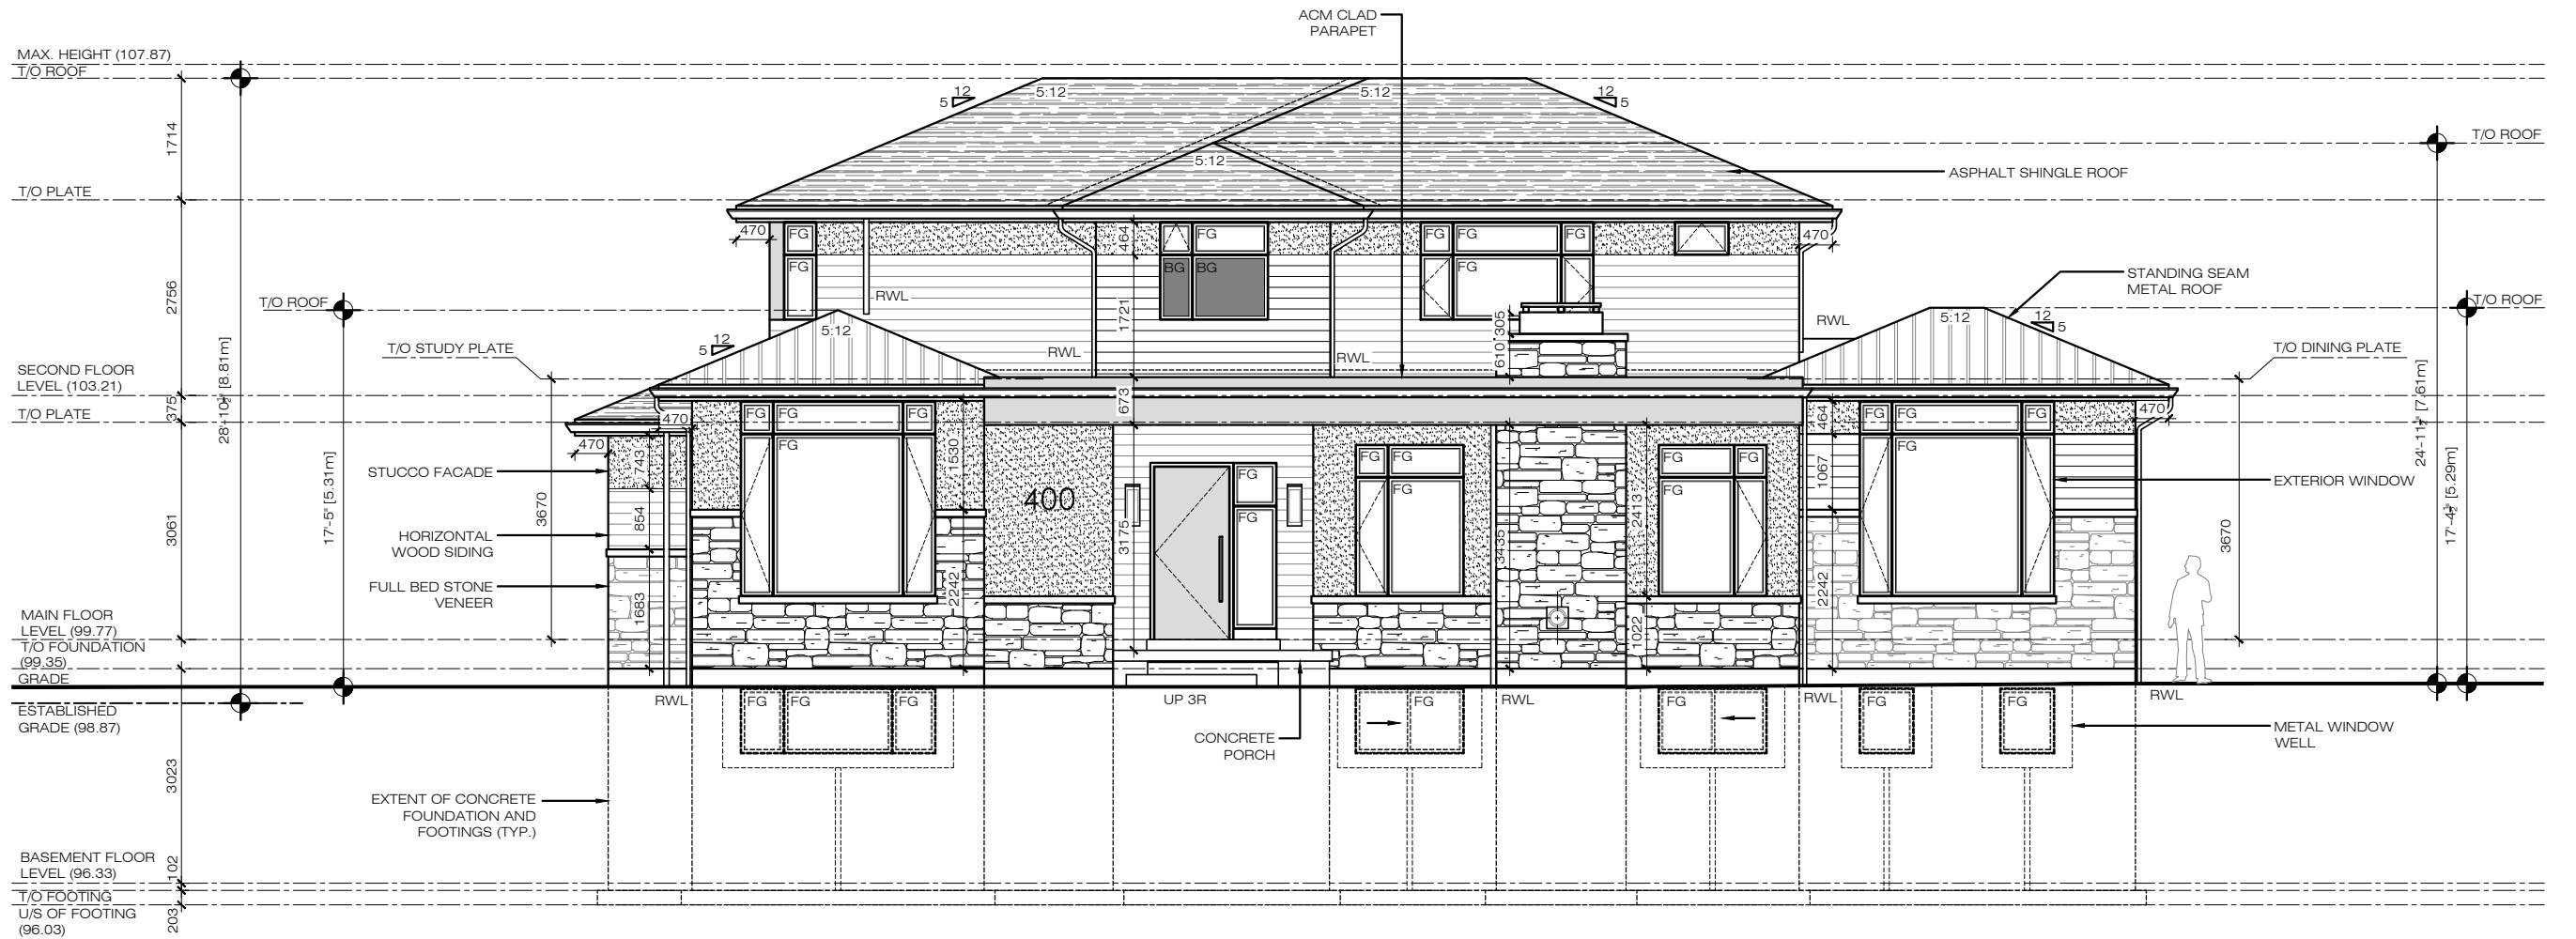 ACM CLAD
PARAPET
MAX. HEIGHT (107.87)
T/O ROOF
12
5
5:12
5:12
12
5
1714
T/O ROOF
5:12
ASPHALT SHINGLE ROOF
T/O PLATE
470
FG
464
FG
FG
FG
FG
470
FG
BG
BG
FG
2756
STANDING SEAM
METAL ROOF
T/O ROOF
RWL
1721
305
RWL
5:12
12
5
T/O ROOF
5:12
12
5
T/O STUDY PLATE
RWL
RWL
610
T/O DINING PLATE
SECOND FLOOR
LEVEL (103.21)
28'-10½" [8.81m]
24'-11½" [7.61m]
375
T/O PLATE
470
FG
FG
FG
673
464
FG
FG
FG
470
470
FG
FG
743
1530
FG
FG
FG
FG
STUCCO FACADE
FG
1067
EXTERIOR WINDOW
17'-5" [5.31m]
17'-4½" [5.29m]
400
FG
FG
FG
2413
3670
854
3061
3175
3435
3670
HORIZONTAL
WOOD SIDING
FULL BED STONE
VENEER
1683
2242
1022
2242
MAIN FLOOR
LEVEL (99.77)
T/O FOUNDATION
(99.35)
GRADE
RWL
FG
FG
FG
UP 3R
FG
RWL
FG
RWL
FG
FG
RWL
ESTABLISHED
GRADE (98.87)
CONCRETE
PORCH
METAL WINDOW
WELL
3023
EXTENT OF CONCRETE
FOUNDATION AND
FOOTINGS (TYP.)
BASEMENT FLOOR
LEVEL (96.33)
102
T/O FOOTING
U/S OF FOOTING
(96.03)
203